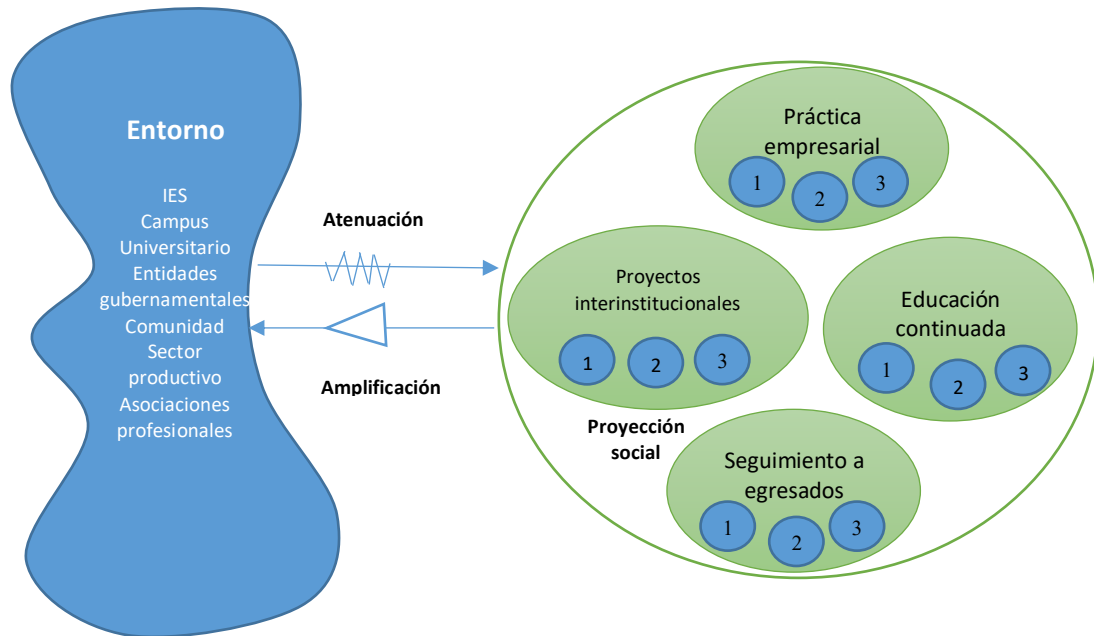 Entorno
IES
Campus
Universitario
Entidades
gubernamentales
Comunidad
Sector
productivo
Asociaciones
profesionales
Atenuación
Amplificación
Práctica
empresarial
1
2
3
Proyectos
interinstitucionales
1
2
3
Educación
continuada
1
2
3
Proyección
social
Seguimiento a
egresados
1
2
3